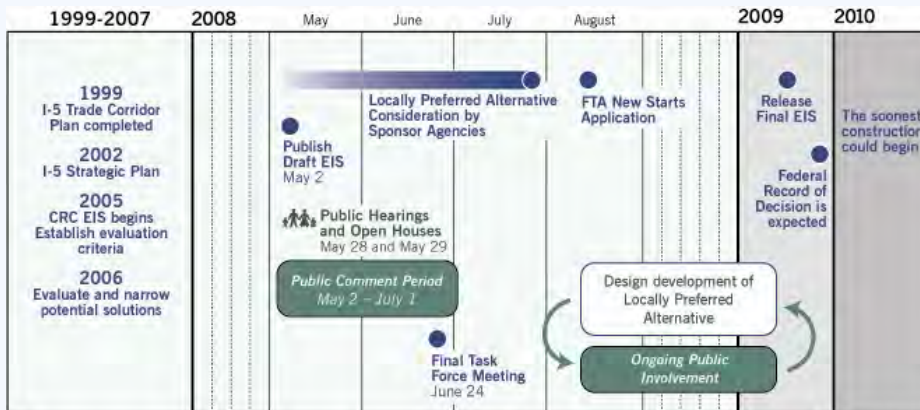 1999-2007
2008
May
June
July
August
2009
2010
1999
I-5 Trade Corridor
Plan completed
2002
I-5 Strategic Plan
2005
CRC EIS begins
Establish evaluation
criteria
2006
Evaluate and narrow
potential solutions
Publish
Draft EIS
May 2
Locally Preferred Alternative
Consideration by
Sponsor Agencies
Public Hearings
and Open Houses
May 28 and May 29
Public Comment Period
May 2 – July 1
Final Task
Force Meeting
June 24
FTA New Starts
Application
Design development of
Locally Preferred
Alternative
Ongoing Public
Involvement
Release
Final EIS
Federal
Record of
Decision is
expected
The soonest
construction
could begin